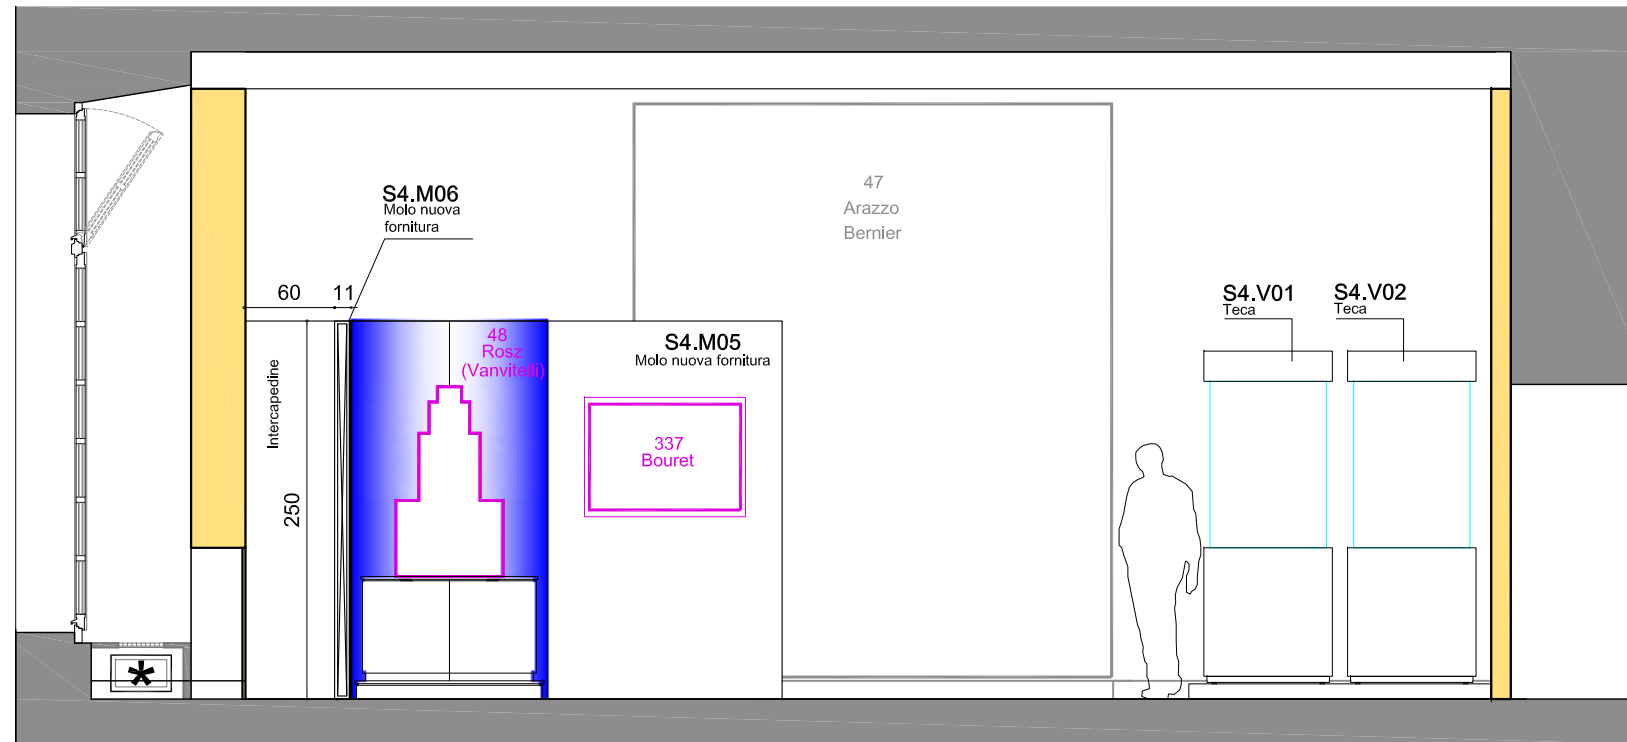 47
Arazzo
Bernier
S4.M06
Molo nuova
fornitura
60
11
S4.V01
Teca
S4.V02
Teca
48
Rosz
(Vanvitelli)
S4.M05
Molo nuova fornitura
Intercapedine
337
Bouret
250
*